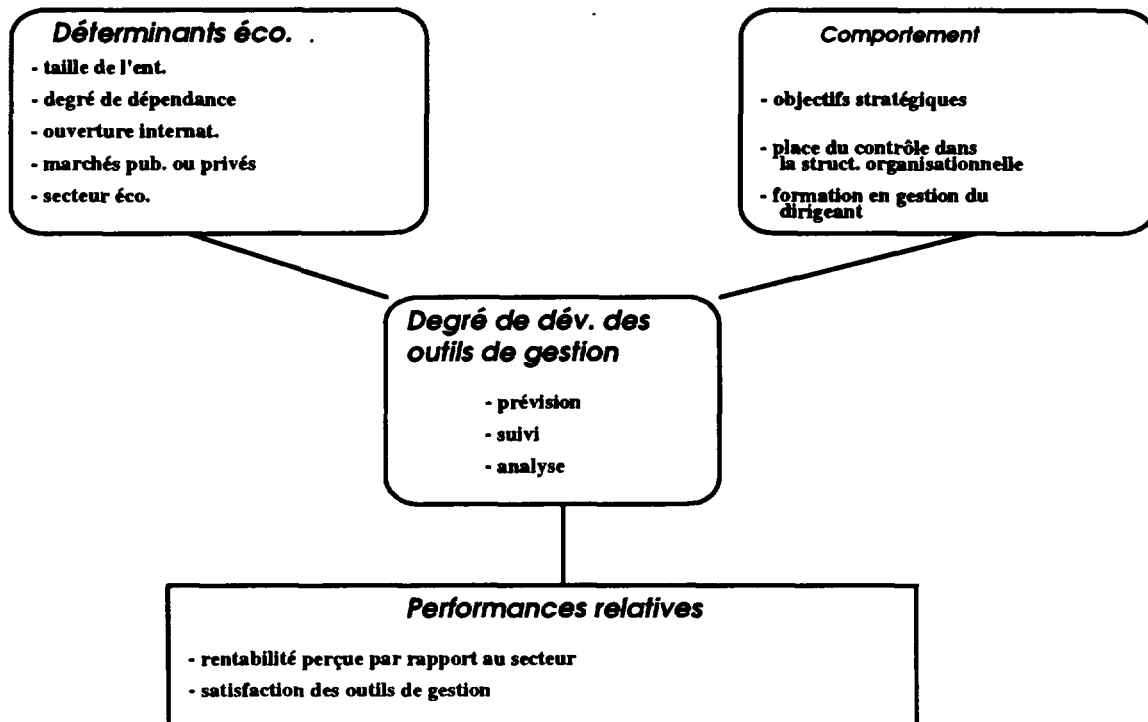 Déterminants éco.
- taille de l'ent.
- degré de dépendance
- ouverture internat.
- marchés pub. ou privés
- secteur éco.
Comportement
- objectifs stratégiques
- place du contrôle dans
la struct. organisationnelle
- formation en gestion du
dirigeant
Degré de dév. des
outils de gestion
- prévision
- suivi
- analyse
Performances relatives
- rentabilité perçue par rapport au secteur
- satisfaction des outils de gestion